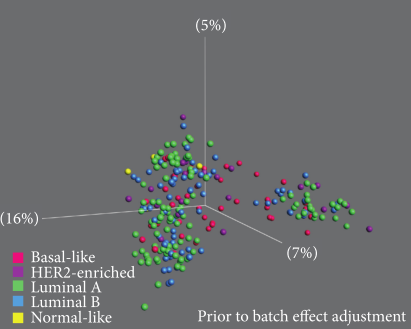 (5%)
(16%)
(7%)
Basal-like
HER2-enriched
Luminal A
Luminal B
Normal-like
Prior to batch effect adjustment